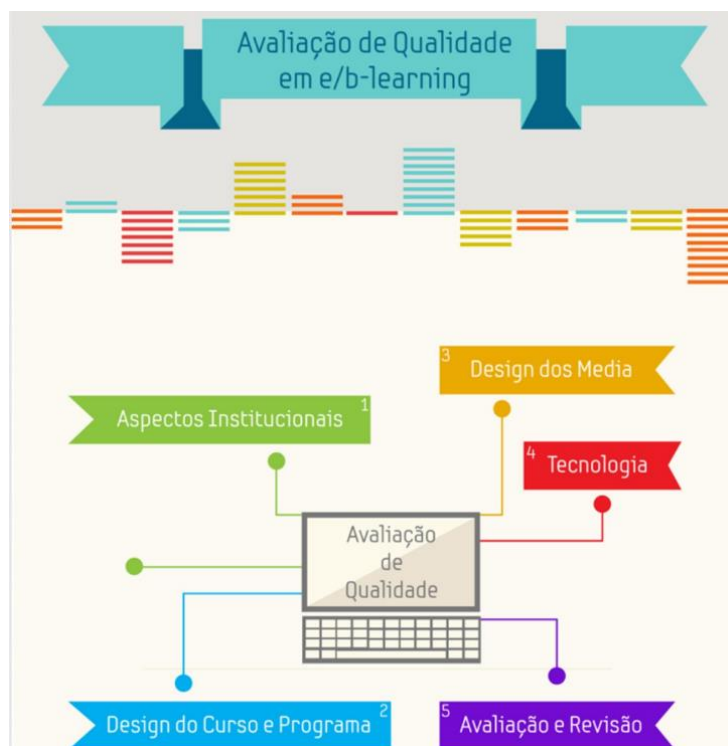 Avaliação de Qualidade
em e/b-learning
3
Design dos Media
Aspectos Institucionais
1
4
Tecnologia
Avaliação
de
Qualidade
Design do Curso e Programa
2
5
Avaliação e Revisão